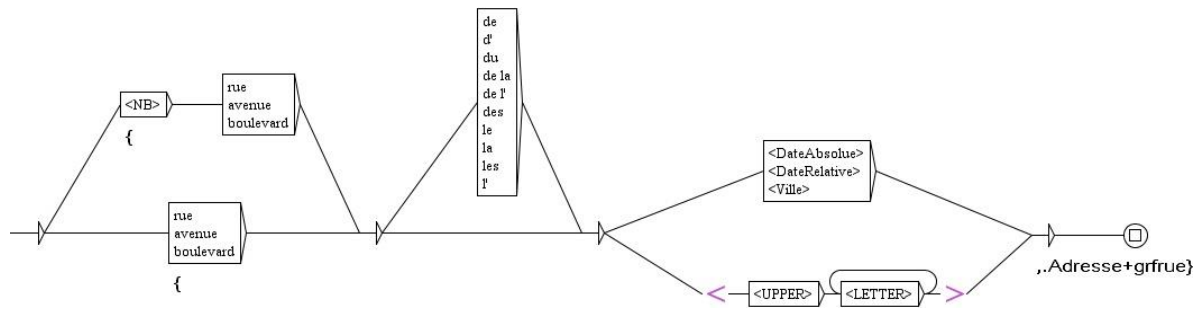 <NB>
{
rue
avenue
boulevard
rue
avenue
boulevard
{
de
d'
du
de la
de l'
des
le
la
les
l'
<DateAbsolue>
<DateRelative>
<Ville>
< <UPPER> <LETTER> >
,.Adresse+grfrue}